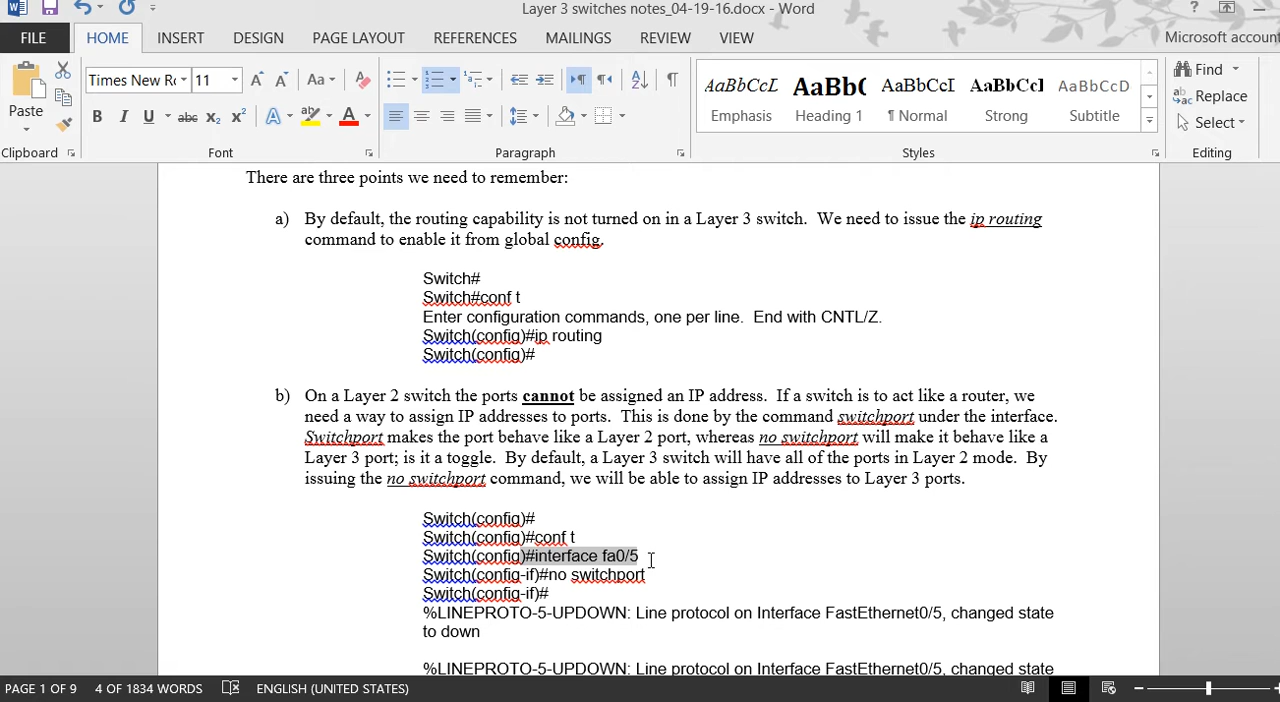 Layer 3 switches notes_04-19-16.docx - Word
FILE HOME INSERT DESIGN PAGE LAYOUT REFERENCES MAILINGS REVIEW VIEW Microsoft account
Times New Ro 11
Paste
AaBbCcL AaBb( AaBbCcI AaBbCcI AaBbCcD
Emphasis Heading 1 ¶ Normal Strong Subtitle
Find
Replace
Select
Clipboard Font Paragraph Styles Editing
There are three points we need to remember:
a) By default, the routing capability is not turned on in a Layer 3 switch. We need to issue the ip routing
command to enable it from global config.
Switch#
Switch#conf t
Enter configuration commands, one per line. End with CNTL/Z.
Switch(config)#ip routing
Switch(config)#
b) On a Layer 2 switch the ports cannot be assigned an IP address. If a switch is to act like a router, we
need a way to assign IP addresses to ports. This is done by the command switchport under the interface.
Switchport makes the port behave like a Layer 2 port, whereas no switchport will make it behave like a
Layer 3 port; is it a toggle. By default, a Layer 3 switch will have all of the ports in Layer 2 mode. By
issuing the no switchport command, we will be able to assign IP addresses to Layer 3 ports.
Switch(config)#
Switch(config)#conf t
Switch(config)#interface fa0/5
Switch(config-if)#no switchport
Switch(config-if)#
%LINEPROTO-5-UPDOWN: Line protocol on Interface FastEthernet0/5, changed state
to down
%LINEPROTO-5-UPDOWN: Line protocol on Interface FastEthernet0/5, changed state
PAGE 1 OF 9 4 OF 1834 WORDS ENGLISH (UNITED STATES)